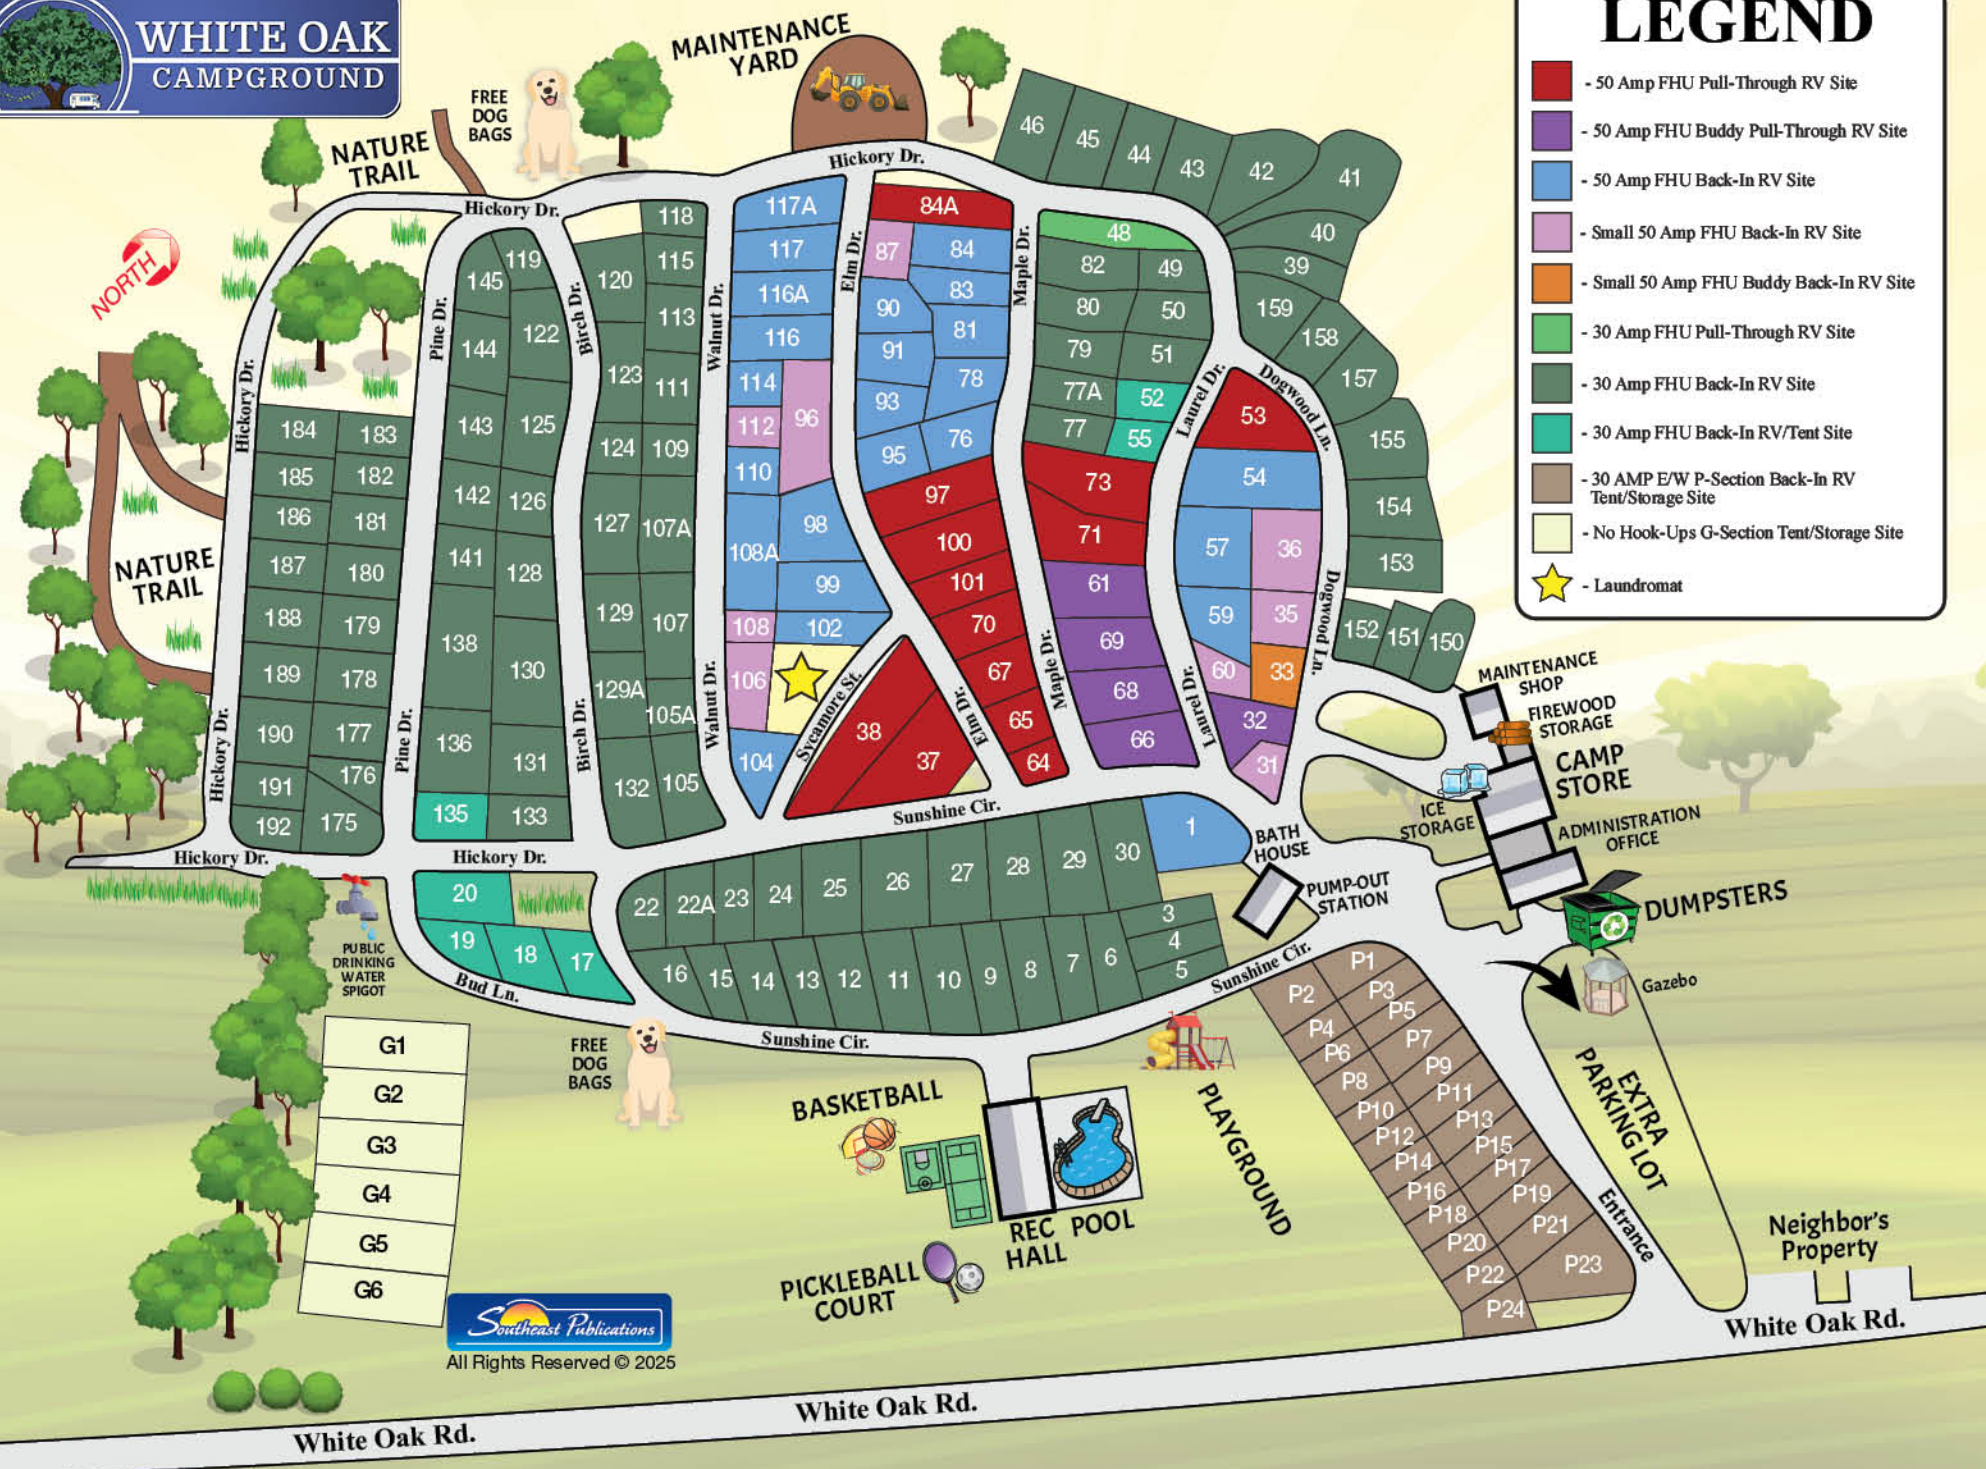 WHITE OAK
CAMPGROUND
LEGEND
- 50 Amp FHU Pull-Through RV Site
- 50 Amp FHU Buddy Pull-Through RV Site
- 50 Amp FHU Back-In RV Site
- Small 50 Amp FHU Back-In RV Site
- Small 50 Amp FHU Buddy Back-In RV Site
- 30 Amp FHU Pull-Through RV Site
- 30 Amp FHU Back-In RV Site
- 30 Amp FHU Back-In RV/Tent Site
- 30 AMP E/W P-Section Back-In RV
Tent/Storage Site
- No Hook-Ups G-Section Tent/Storage Site
- Laundromat
MAINTENANCE
YARD
FREE
DOG
BAGS
NATURE
TRAIL
NORTH
NATURE
TRAIL
Hickory Dr.
Hickory Dr.
Hickory Dr.
Hickory Dr.
Hickory Dr.
Hickory Dr.
Pine Dr.
Pine Dr.
Birch Dr.
Birch Dr.
Walnut Dr.
Walnut Dr.
Elm Dr.
Elm Dr.
Maple Dr.
Maple Dr.
Laurel Dr.
Laurel Dr.
Dogwood Ln.
Dogwood Ln.
Sycamore St.
Sunshine Cir.
Sunshine Cir.
Sunshine Cir.
Bud Ln.
46
45
44
43
42
41
40
39
159
158
157
155
154
153
152
151
150
184
183
185
182
186
181
187
180
188
179
189
178
190
177
191
176
192
175
145
119
144
122
143
125
142
126
141
128
138
130
136
131
135
133
118
120
115
113
123
111
124
109
127
107A
129
107
129A
105A
132
105
117A
117
116A
116
114
96
112
110
98
108A
99
108
102
106
104
84A
87
84
90
83
91
81
93
78
95
76
97
100
101
70
67
65
64
38
37
48
82
49
80
50
79
51
77A
52
77
55
73
71
61
69
68
66
53
54
57
36
59
35
60
33
32
31
20
19
18
17
22
22A
23
24
25
26
27
28
29
30
1
16
15
14
13
12
11
10
9
8
7
6
3
4
5
MAINTENANCE
SHOP
FIREWOOD
STORAGE
CAMP
STORE
ICE
STORAGE
ADMINISTRATION
OFFICE
BATH
HOUSE
PUMP-OUT
STATION
DUMPSTERS
Gazebo
EXTRA
PARKING LOT
Entrance
PUBLIC
DRINKING
WATER
SPIGOT
FREE
DOG
BAGS
G1
G2
G3
G4
G5
G6
BASKETBALL
PICKLEBALL
COURT
REC
HALL
POOL
PLAYGROUND
P1
P2
P3
P4
P5
P6
P7
P8
P9
P10
P11
P12
P13
P14
P15
P16
P17
P18
P19
P20
P21
P22
P23
P24
Neighbor's
Property
Southeast Publications
All Rights Reserved © 2025
White Oak Rd.
White Oak Rd.
White Oak Rd.